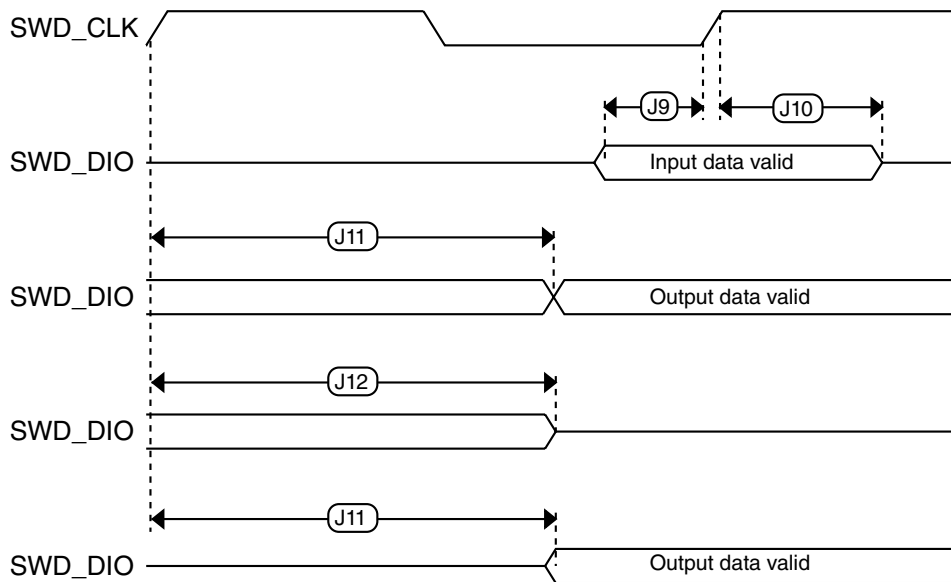 SWD_CLK
J9
J10
SWD_DIO
Input data valid
J11
SWD_DIO
Output data valid
J12
SWD_DIO
J11
SWD_DIO
Output data valid